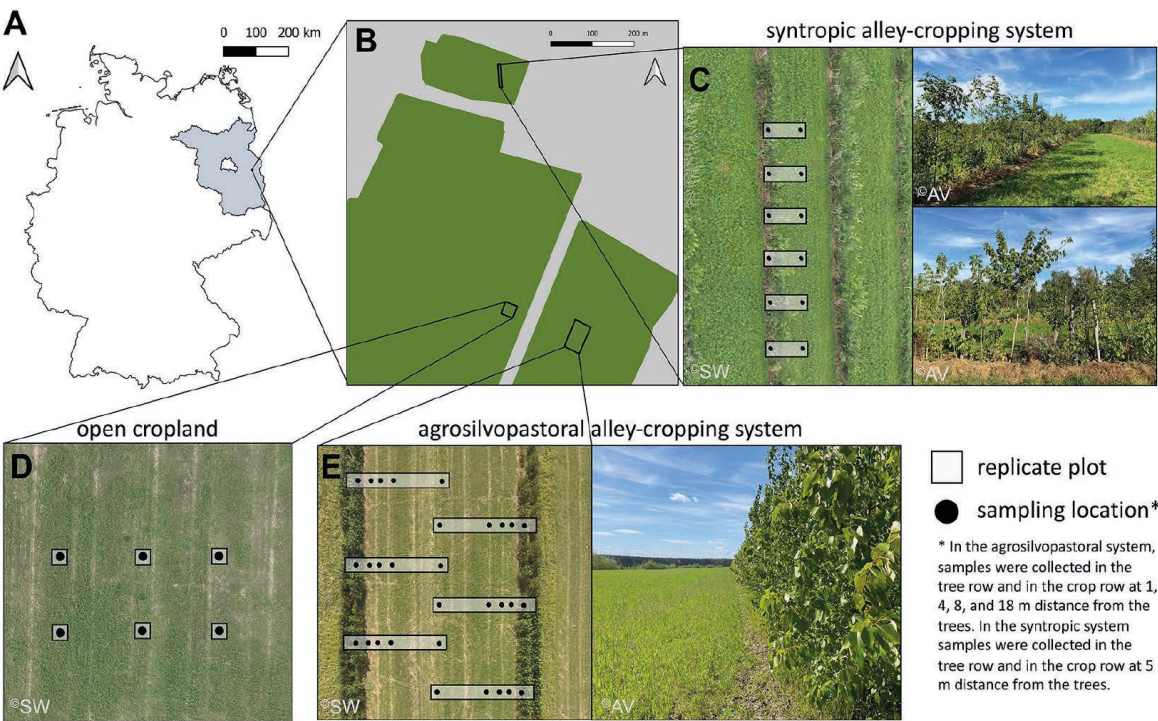 A
0 100 200 km
B
0 100 200 m
syntropic alley-cropping system
C
©SW
©AV
©AV
open cropland
D
©SW
agrosilvopastoral alley-cropping system
E
©SW
©AV
replicate plot
sampling location*
* In the agrosilvopastoral system,
samples were collected in the
tree row and in the crop row at 1,
4, 8, and 18 m distance from the
trees. In the syntropic system
samples were collected in the
tree row and in the crop row at 5
m distance from the trees.